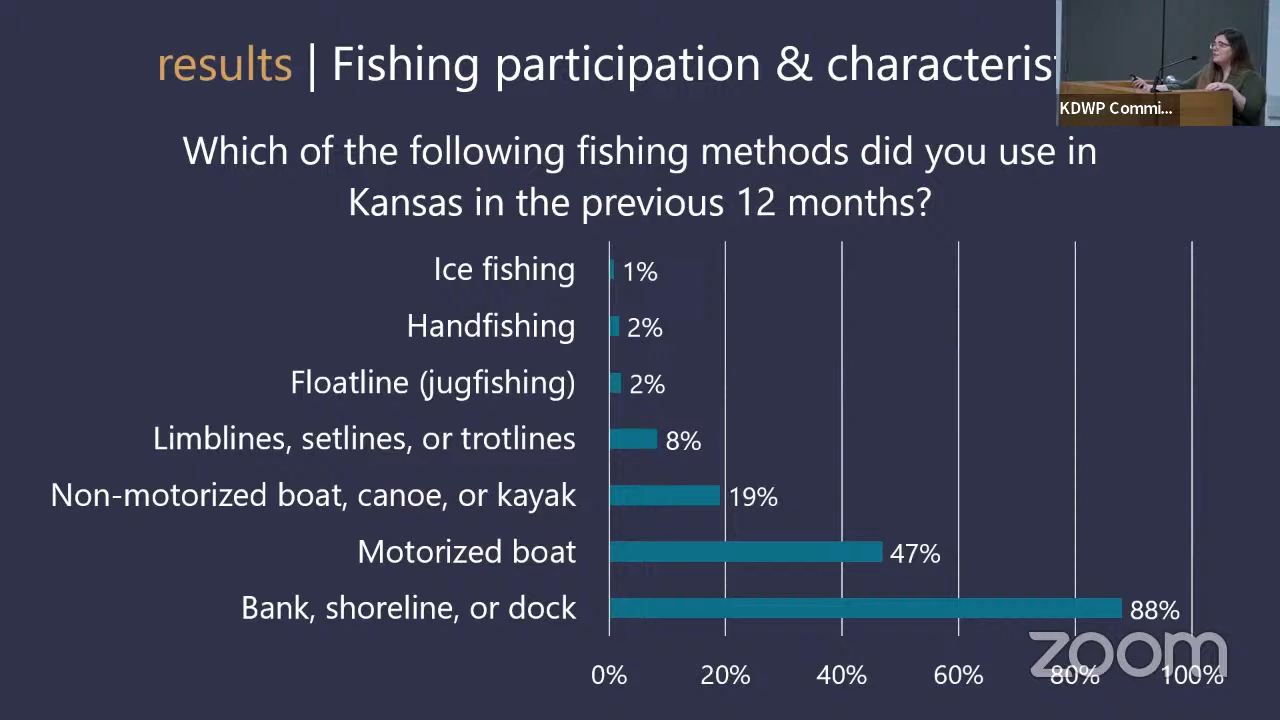 results | Fishing participation & characterist
KDWP Commi...
Which of the following fishing methods did you use in
Kansas in the previous 12 months?
Ice fishing 1%
Handfishing 2%
Floatline (jugfishing) 2%
Limblines, setlines, or trotlines 8%
Non-motorized boat, canoe, or kayak 19%
Motorized boat 47%
Bank, shoreline, or dock 88%
0% 20% 40% 60% 80% 100%
zoom